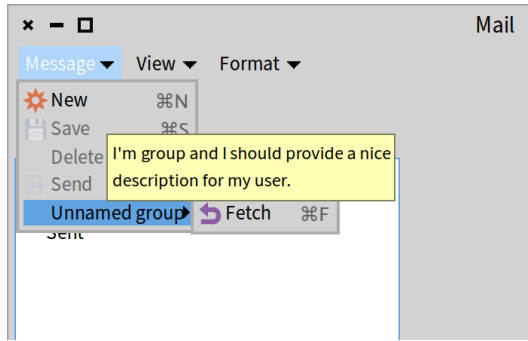 Mail
Message View Format
New ⌘N
Save ⌘S
Delete
I'm group and I should provide a nice
description for my user.
Send
Unnamed group
Fetch ⌘F
Sent